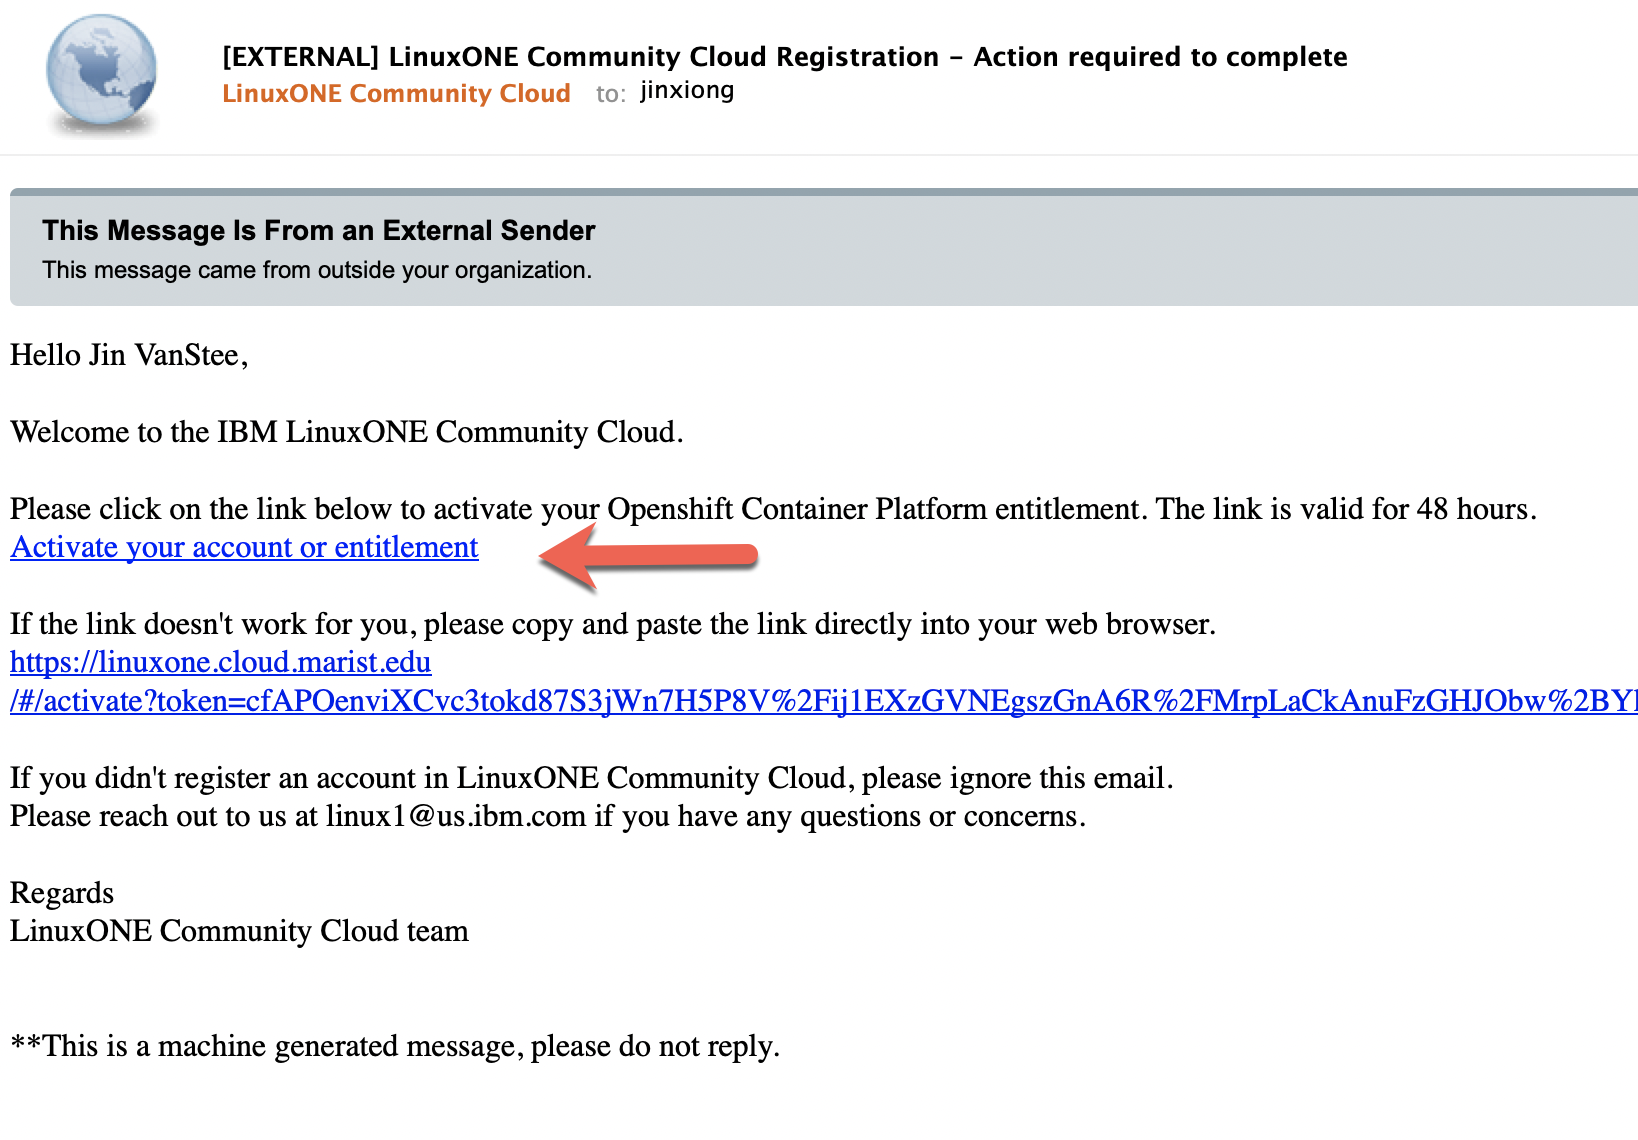 [EXTERNAL] LinuxONE Community Cloud Registration – Action required to complete
LinuxONE Community Cloud to: jinxiong
This Message Is From an External Sender
This message came from outside your organization.
Hello Jin VanStee,
Welcome to the IBM LinuxONE Community Cloud.
Please click on the link below to activate your Openshift Container Platform entitlement. The link is valid for 48 hours.
Activate your account or entitlement
If the link doesn't work for you, please copy and paste the link directly into your web browser.
https://linuxone.cloud.marist.edu
/#/activate?token=cfAPOenviXCvc3tokd87S3jWn7H5P8V%2Fij1EXzGVNEgszGnA6R%2FMrpLaCkAnuFzGHJObw%2BY
If you didn't register an account in LinuxONE Community Cloud, please ignore this email.
Please reach out to us at linux1@us.ibm.com if you have any questions or concerns.
Regards
LinuxONE Community Cloud team
**This is a machine generated message, please do not reply.